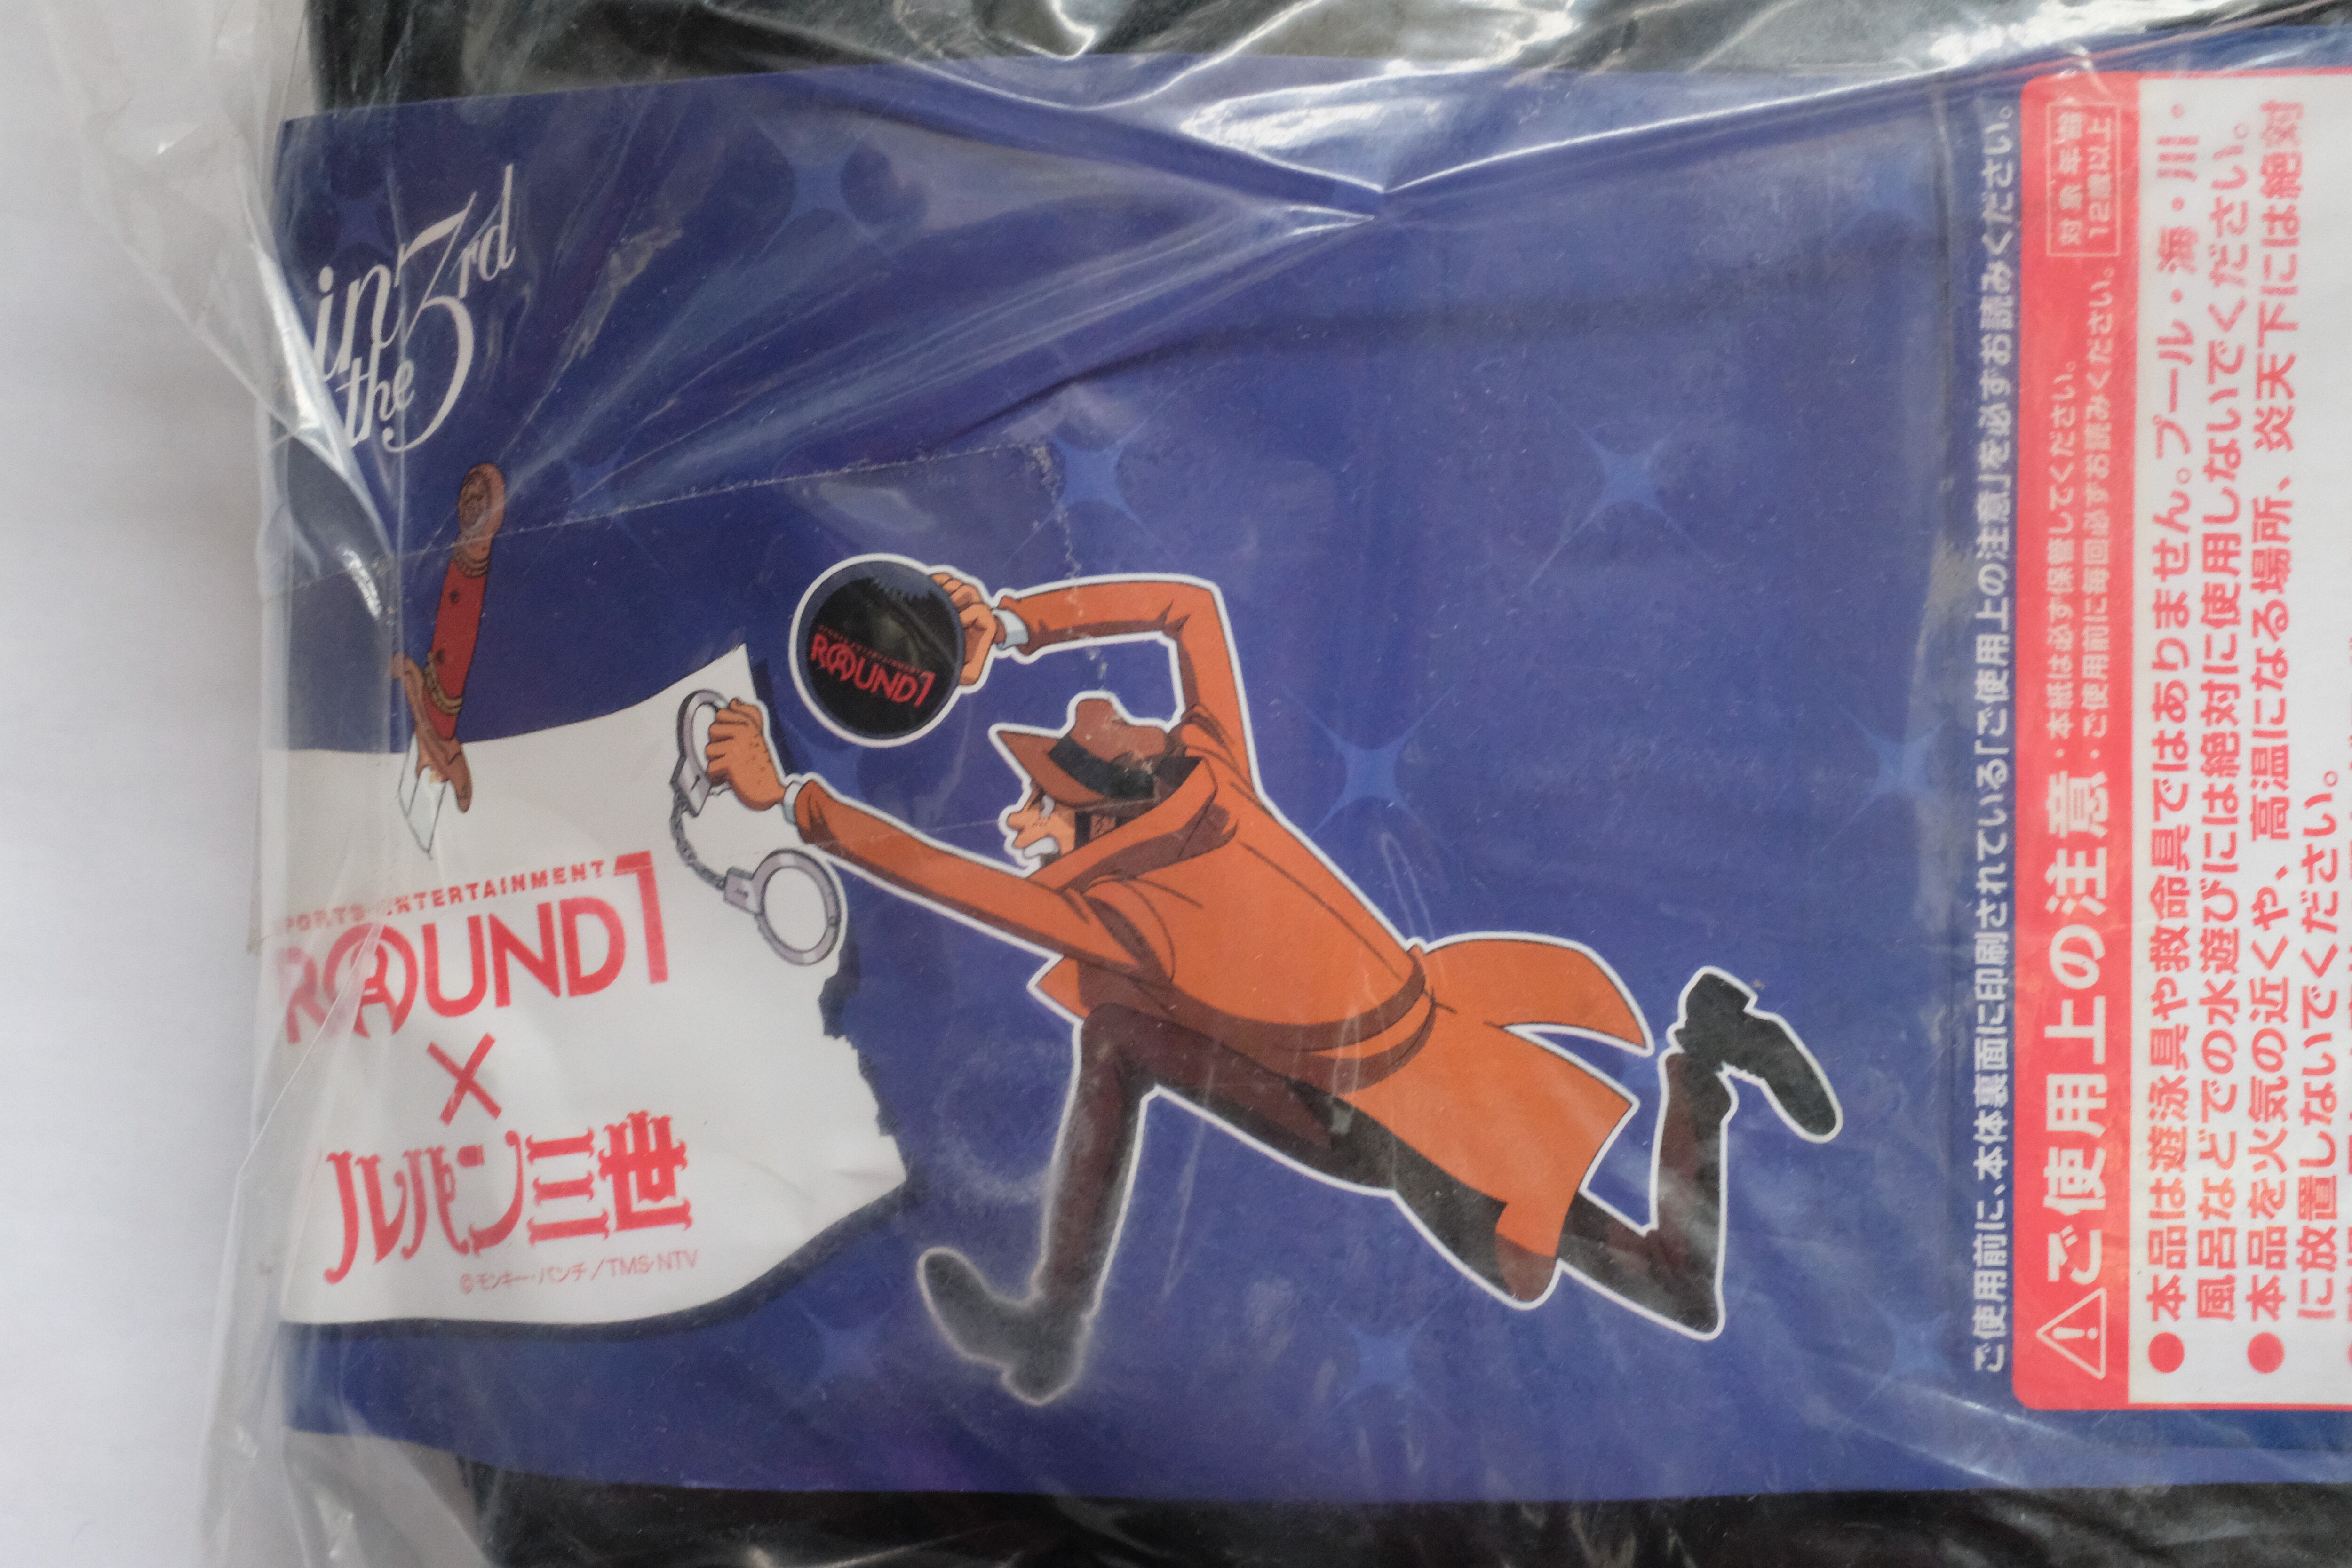 in
the 3rd
ROUND1
SPORTS ENTERTAINMENT
ROUND1
×
ルパン三世
©モンキー・パンチ/TMS・NTV
ご使用前に、本体裏面に印刷されている「ご使用上の注意」を必ずお読みください。
ご使用上の注意
・本紙は必ず保管してください。
・ご使用前に毎回必ずお読みください。
対象年齢
12歳以上
●本品は遊泳具や救命具ではありません。プール・海・川・
風呂などでの水遊びには絶対に使用しないでください。
●本品を火気の近くや、高温になる場所、炎天下には絶対
に放置しないでください。